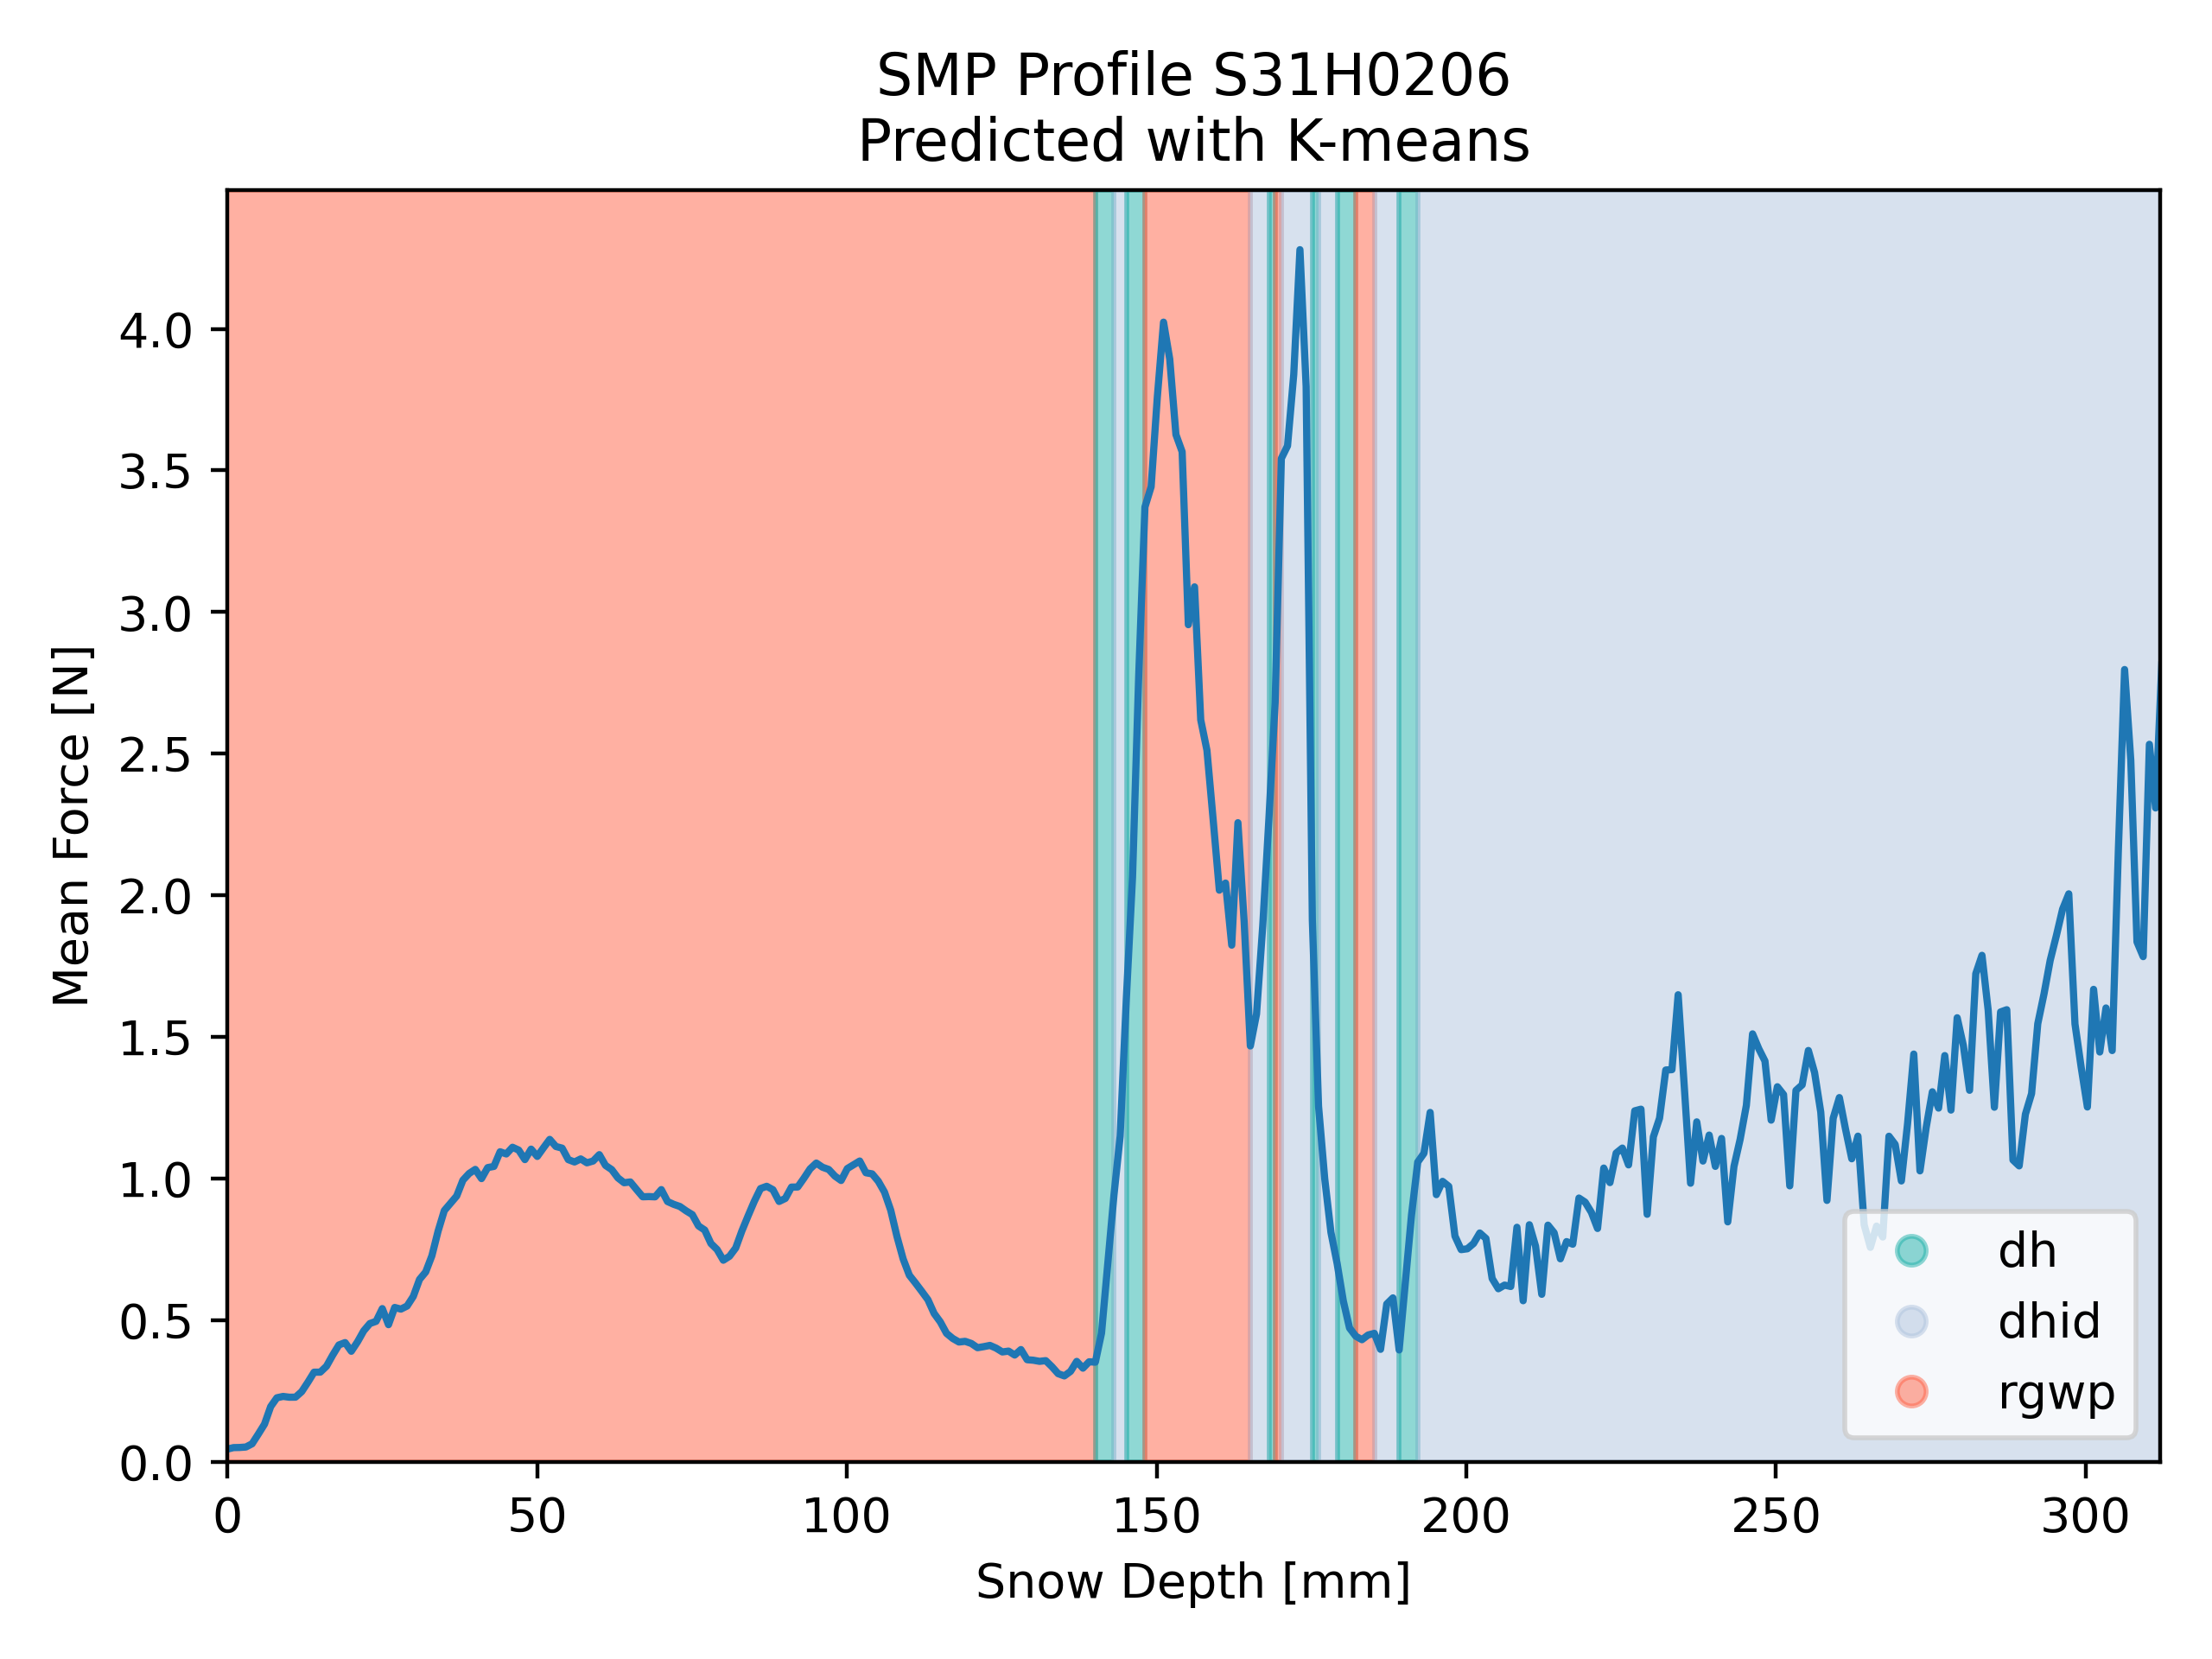 SMP Profile S31H0206
Predicted with K-means
Mean Force [N]
4.0
3.5
3.0
2.5
2.0
1.5
1.0
0.5
0.0
dh
dhid
rgwp
0 50 100 150 200 250 300
Snow Depth [mm]